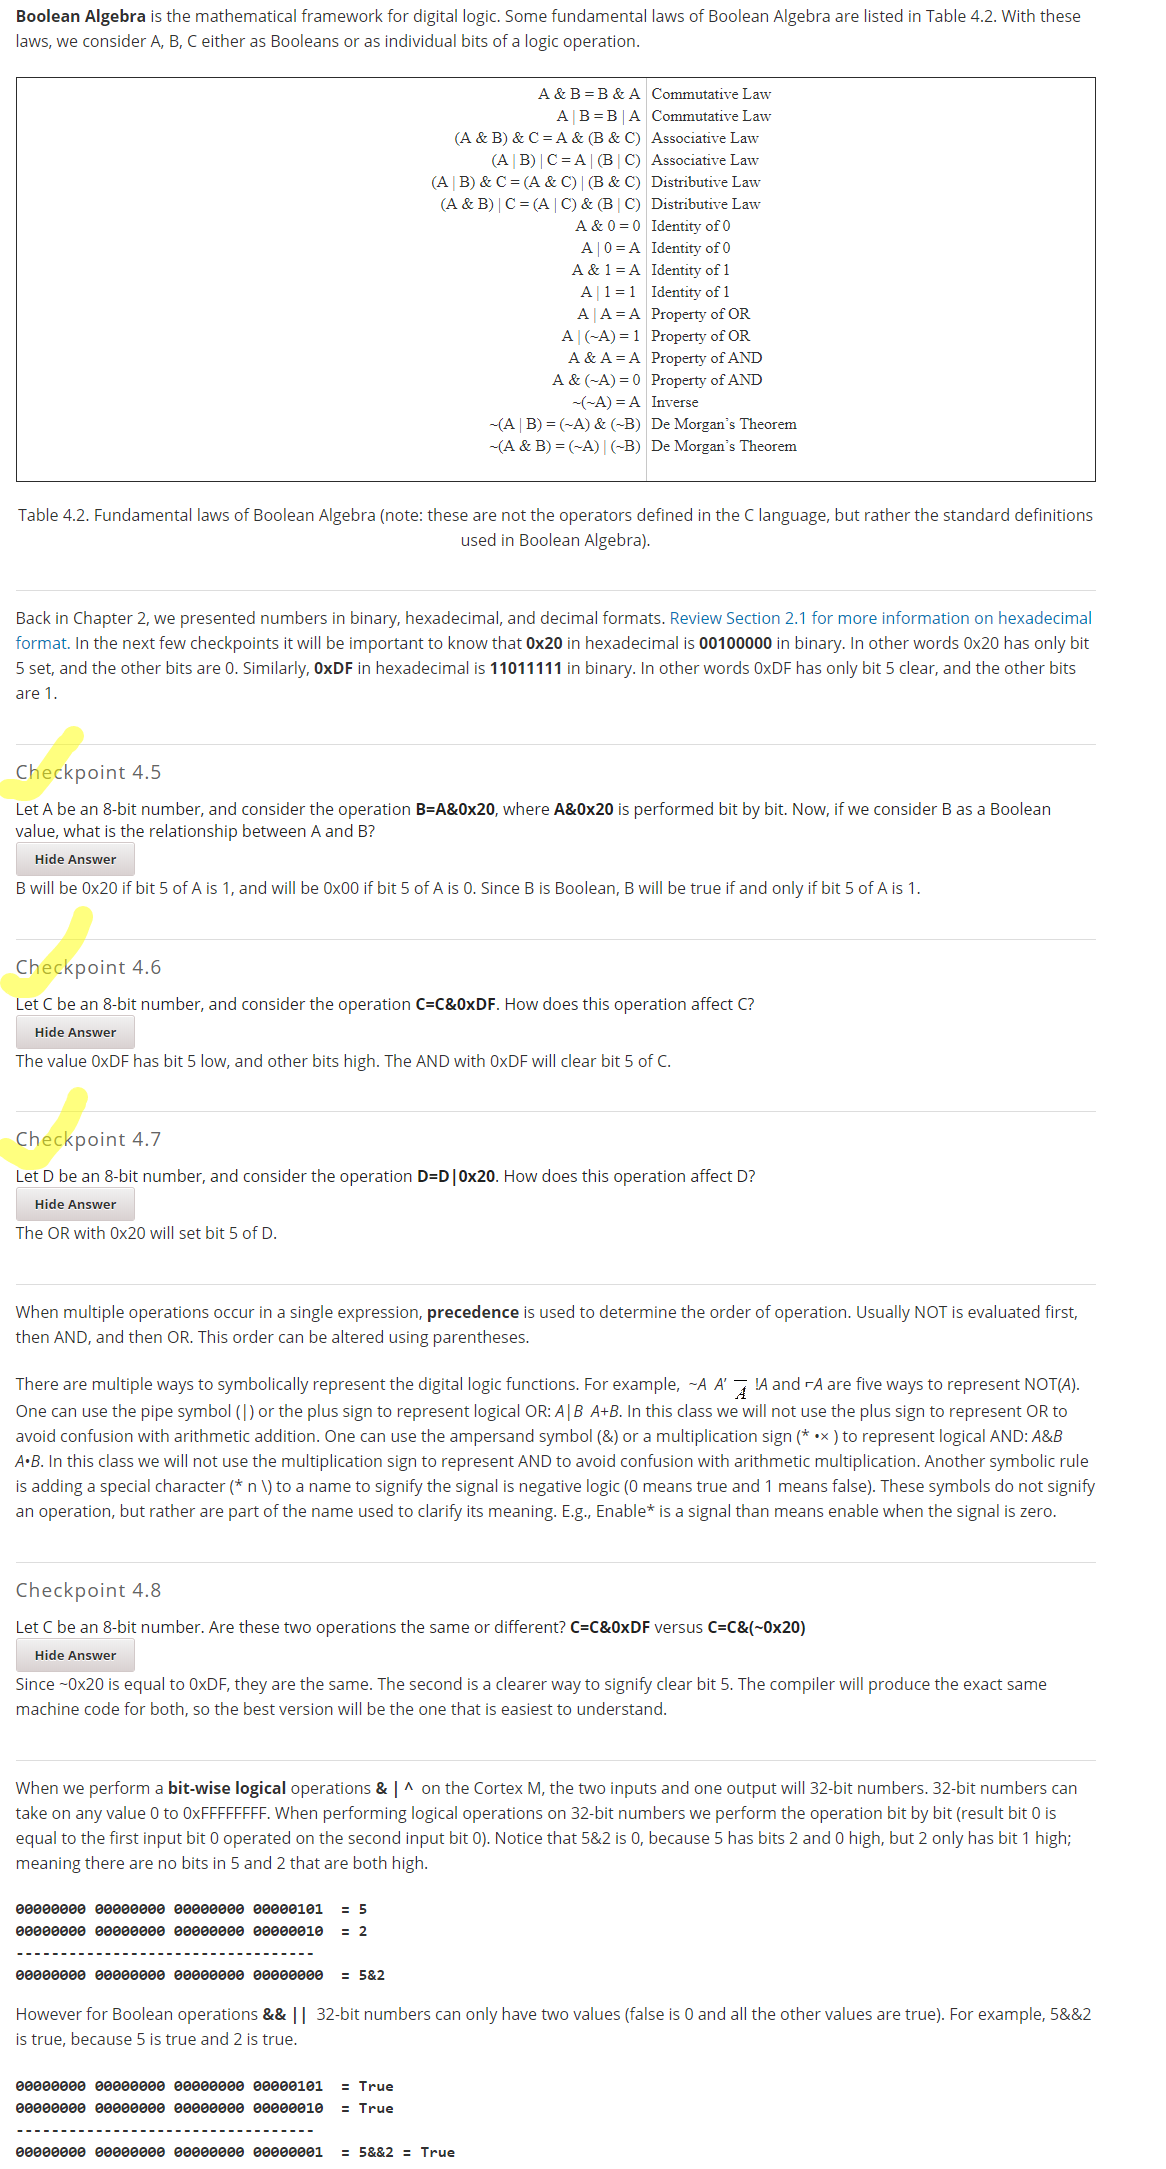 Boolean Algebra is the mathematical framework for digital logic. Some fundamental laws of Boolean Algebra are listed in Table 4.2. With these
laws, we consider A, B, C either as Booleans or as individual bits of a logic operation.
A & B = B & A Commutative Law
A | B = B | A Commutative Law
(A & B) & C = A & (B & C) Associative Law
(A | B) | C = A | (B | C) Associative Law
(A | B) & C = (A & C) | (B & C) Distributive Law
(A & B) | C = (A | C) & (B | C) Distributive Law
A & 0 = 0 Identity of 0
A | 0 = A Identity of 0
A & 1 = A Identity of 1
A | 1 = 1 Identity of 1
A | A = A Property of OR
A | (~A) = 1 Property of OR
A & A = A Property of AND
A & (~A) = 0 Property of AND
~(~A) = A Inverse
~(A | B) = (~A) & (~B) De Morgan’s Theorem
~(A & B) = (~A) | (~B) De Morgan’s Theorem
Table 4.2. Fundamental laws of Boolean Algebra (note: these are not the operators defined in the C language, but rather the standard definitions
used in Boolean Algebra).
Back in Chapter 2, we presented numbers in binary, hexadecimal, and decimal formats. Review Section 2.1 for more information on hexadecimal
format. In the next few checkpoints it will be important to know that 0x20 in hexadecimal is 00100000 in binary. In other words 0x20 has only bit
5 set, and the other bits are 0. Similarly, 0xDF in hexadecimal is 11011111 in binary. In other words 0xDF has only bit 5 clear, and the other bits
are 1.
Checkpoint 4.5
Let A be an 8-bit number, and consider the operation B=A&0x20, where A&0x20 is performed bit by bit. Now, if we consider B as a Boolean
value, what is the relationship between A and B?
Hide Answer
B will be 0x20 if bit 5 of A is 1, and will be 0x00 if bit 5 of A is 0. Since B is Boolean, B will be true if and only if bit 5 of A is 1.
Checkpoint 4.6
Let C be an 8-bit number, and consider the operation C=C&0xDF. How does this operation affect C?
Hide Answer
The value 0xDF has bit 5 low, and other bits high. The AND with 0xDF will clear bit 5 of C.
Checkpoint 4.7
Let D be an 8-bit number, and consider the operation D=D|0x20. How does this operation affect D?
Hide Answer
The OR with 0x20 will set bit 5 of D.
When multiple operations occur in a single expression, precedence is used to determine the order of operation. Usually NOT is evaluated first,
then AND, and then OR. This order can be altered using parentheses.
There are multiple ways to symbolically represent the digital logic functions. For example, ~A A' A̅ !A and ⌐A are five ways to represent NOT(A).
One can use the pipe symbol (|) or the plus sign to represent logical OR: A|B A+B. In this class we will not use the plus sign to represent OR to
avoid confusion with arithmetic addition. One can use the ampersand symbol (&) or a multiplication sign (* •× ) to represent logical AND: A&B
A•B. In this class we will not use the multiplication sign to represent AND to avoid confusion with arithmetic multiplication. Another symbolic rule
is adding a special character (* n \) to a name to signify the signal is negative logic (0 means true and 1 means false). These symbols do not signify
an operation, but rather are part of the name used to clarify its meaning. E.g., Enable* is a signal than means enable when the signal is zero.
Checkpoint 4.8
Let C be an 8-bit number. Are these two operations the same or different? C=C&0xDF versus C=C&(~0x20)
Hide Answer
Since ~0x20 is equal to 0xDF, they are the same. The second is a clearer way to signify clear bit 5. The compiler will produce the exact same
machine code for both, so the best version will be the one that is easiest to understand.
When we perform a bit-wise logical operations & | ^ on the Cortex M, the two inputs and one output will 32-bit numbers. 32-bit numbers can
take on any value 0 to 0xFFFFFFFF. When performing logical operations on 32-bit numbers we perform the operation bit by bit (result bit 0 is
equal to the first input bit 0 operated on the second input bit 0). Notice that 5&2 is 0, because 5 has bits 2 and 0 high, but 2 only has bit 1 high;
meaning there are no bits in 5 and 2 that are both high.
00000000 00000000 00000000 00000101 = 5
00000000 00000000 00000000 00000010 = 2
----------------------------------
00000000 00000000 00000000 00000000 = 5&2
However for Boolean operations && || 32-bit numbers can only have two values (false is 0 and all the other values are true). For example, 5&&2
is true, because 5 is true and 2 is true.
00000000 00000000 00000000 00000101 = True
00000000 00000000 00000000 00000010 = True
----------------------------------
00000000 00000000 00000000 00000001 = 5&&2 = True